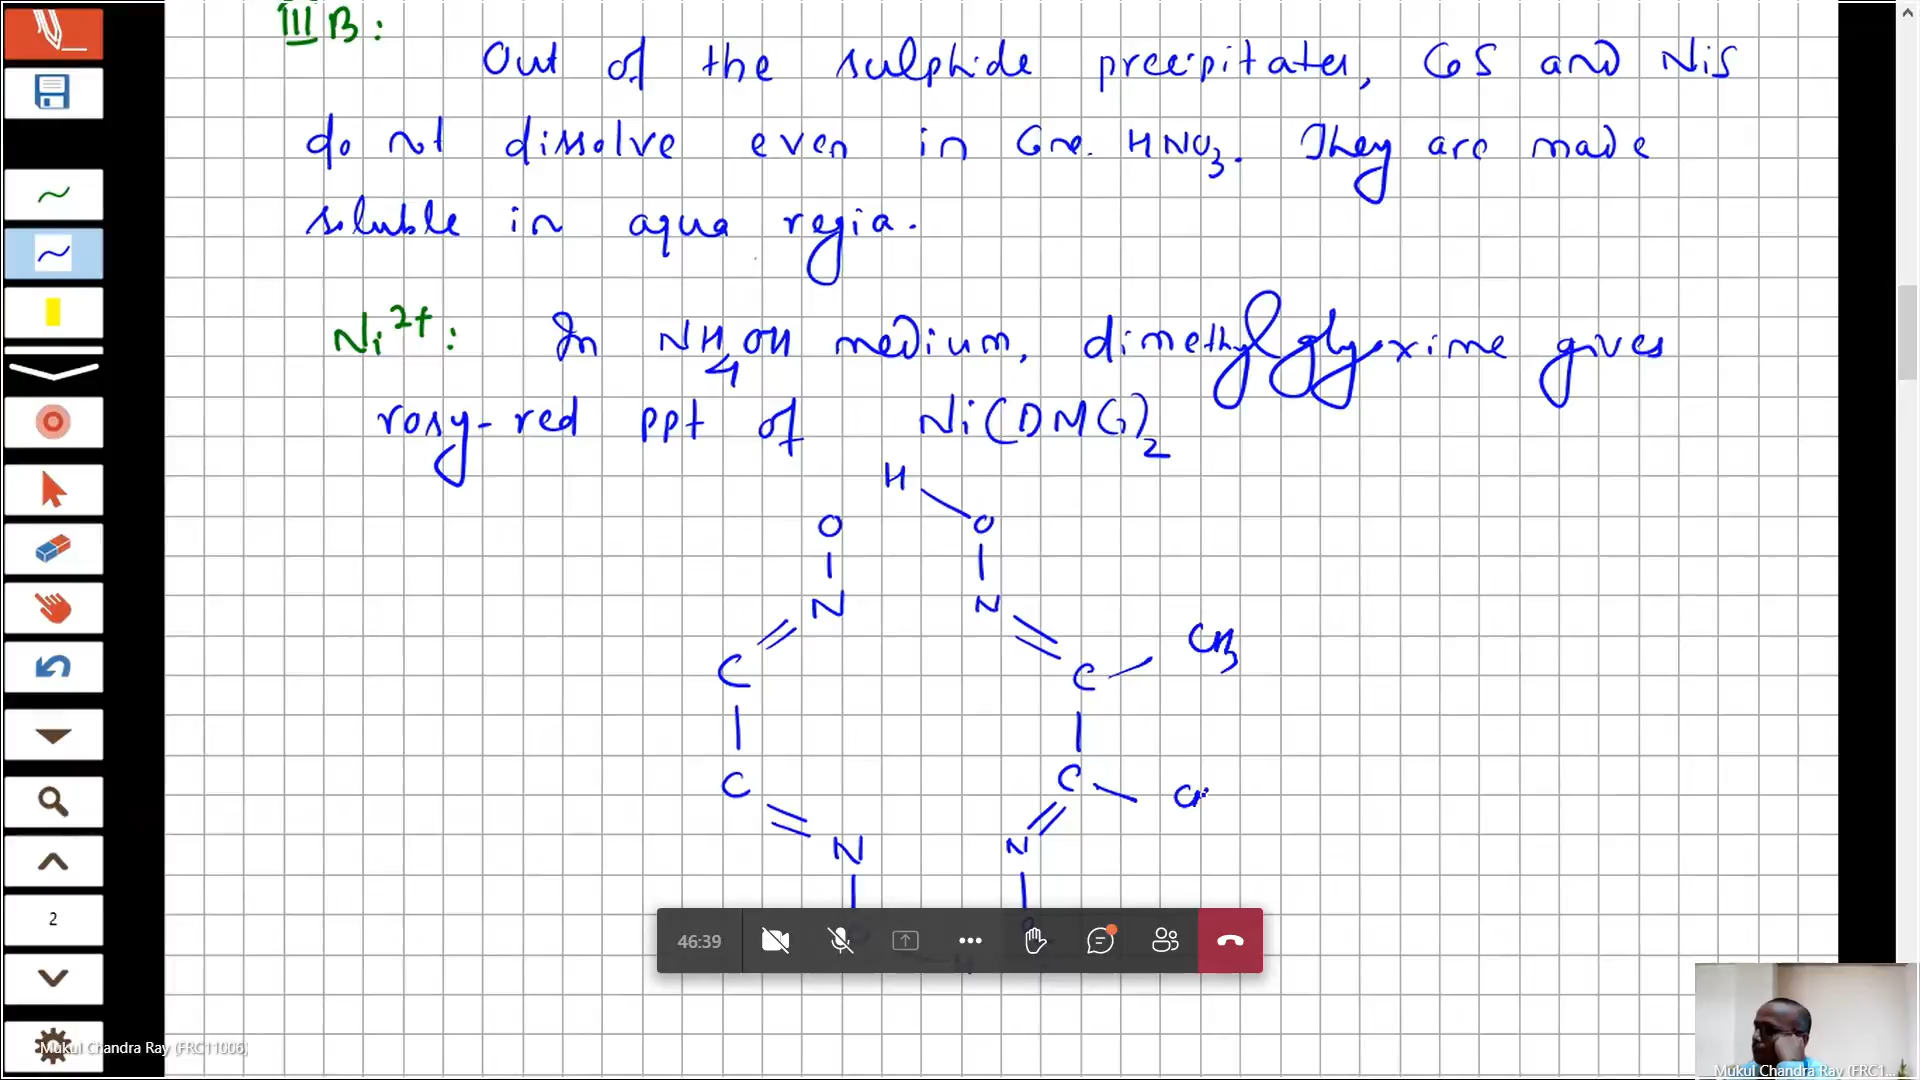 III B:
Out of the sulphide precipitates, CoS and NiS
do not dissolve even in Conc. HNO3. They are made
soluble in aqua regia.
Ni2+: In NH4OH medium, dimethylglyoxime gives
rosy-red ppt of Ni(DMG)2
H
O O
N N
CH3
C C
C C
N N
46:39
H
2
Mukul Chandra Ray (FRC11006)
Mukul Chandra Ray (FRC1...